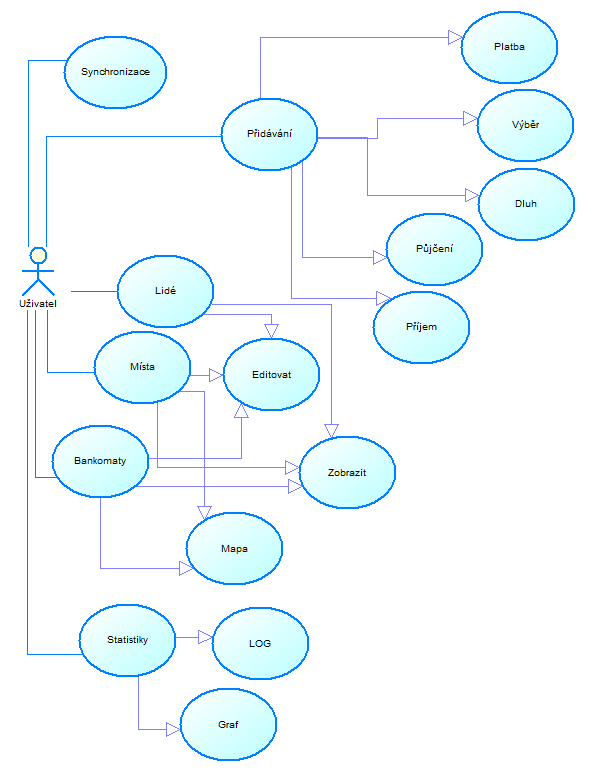 Platba
Synchronizace
Výběr
Přidávání
Dluh
Půjčení
Lidé
Uživatel
Příjem
Místa
Editovat
Bankomaty
Zobrazit
Mapa
Statistiky
LOG
Graf